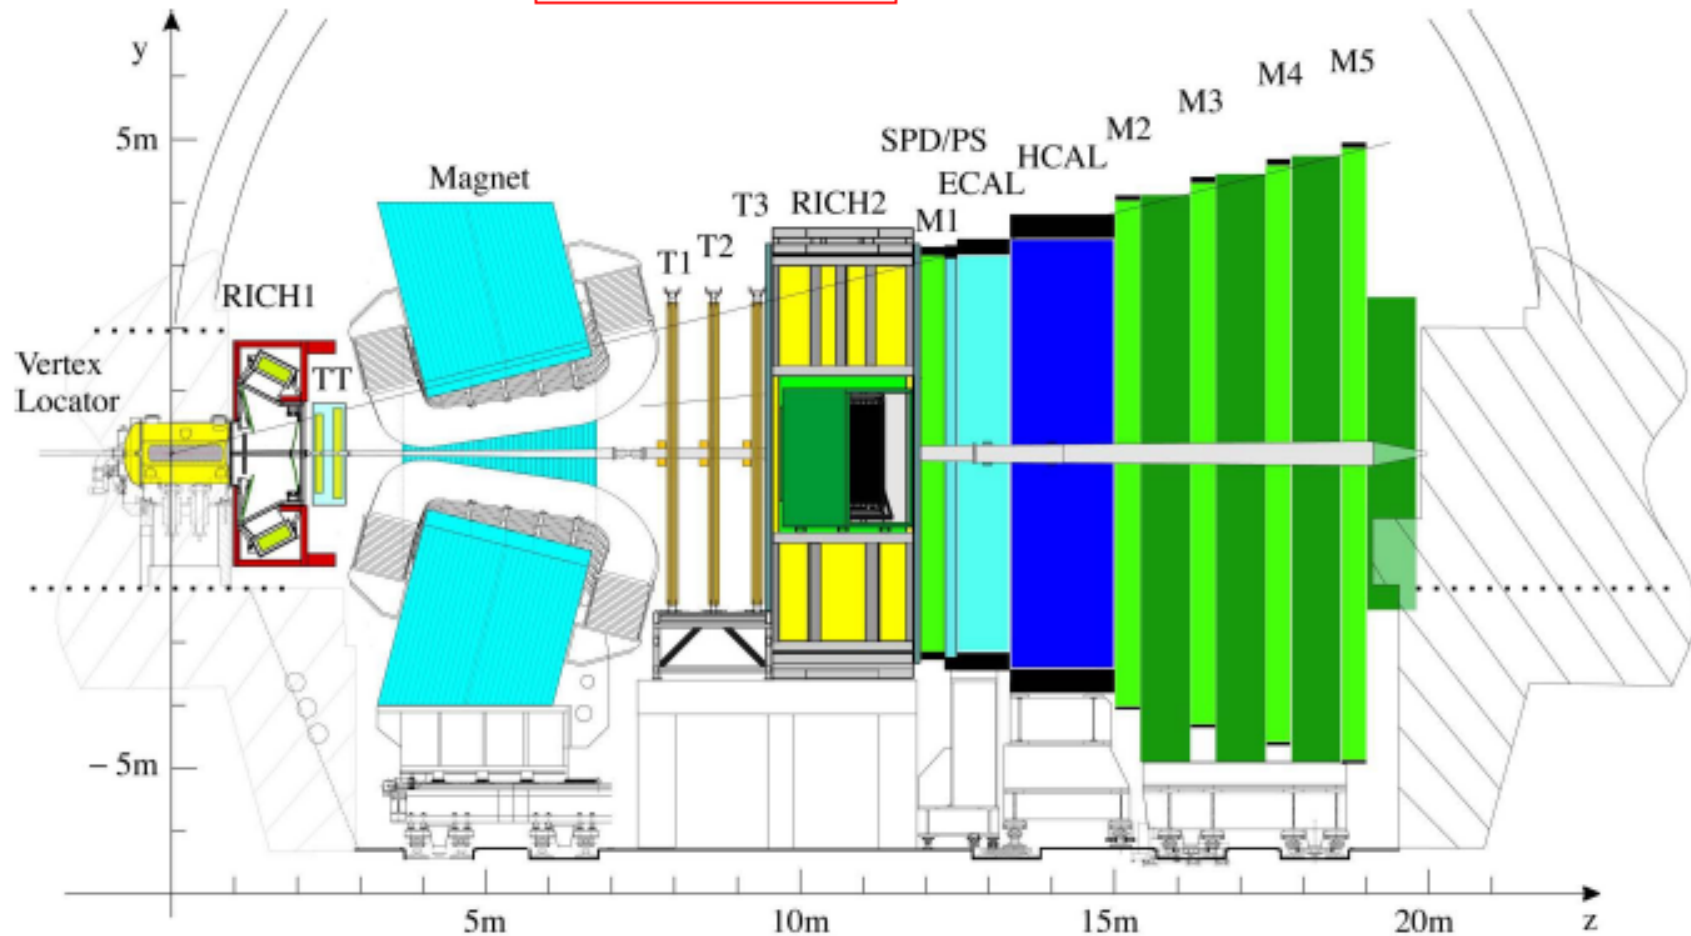 y
5m
Magnet
RICH1
Vertex
Locator
TT
T1
T2
T3
RICH2
M1
SPD/PS
ECAL
HCAL
M2
M3
M4
M5
– 5m
5m
10m
15m
20m
z